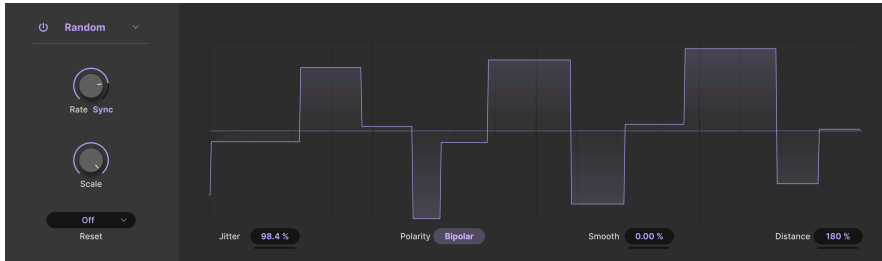 Random
Rate Sync
Scale
Off
Reset
Jitter 98.4 % Polarity Bipolar Smooth 0.00 % Distance 180 %